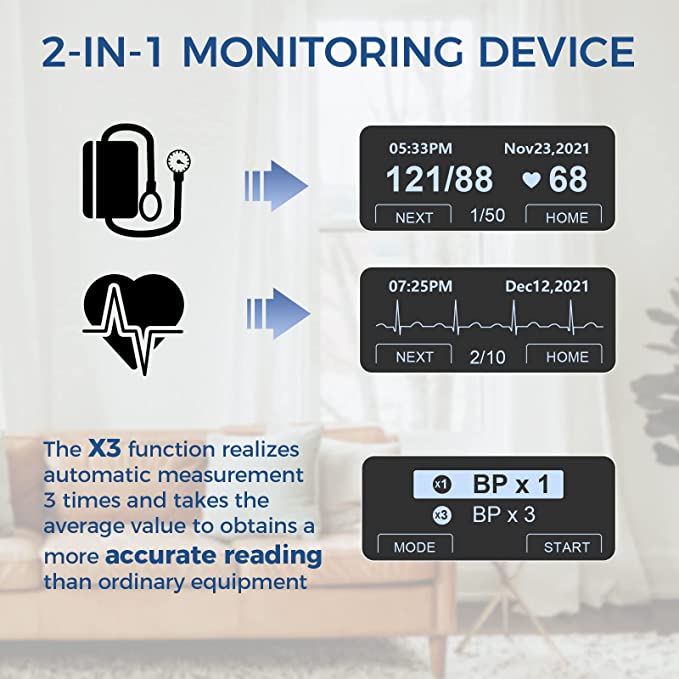 2-IN-1 MONITORING DEVICE
05:33PM Nov23,2021
121/88 68
NEXT 1/50 HOME
07:25PM Dec12,2021
NEXT 2/10 HOME
The X3 function realizes
automatic measurement
3 times and takes the
average value to obtains a
more accurate reading
than ordinary equipment
x1 BP x 1
x3 BP x 3
MODE START